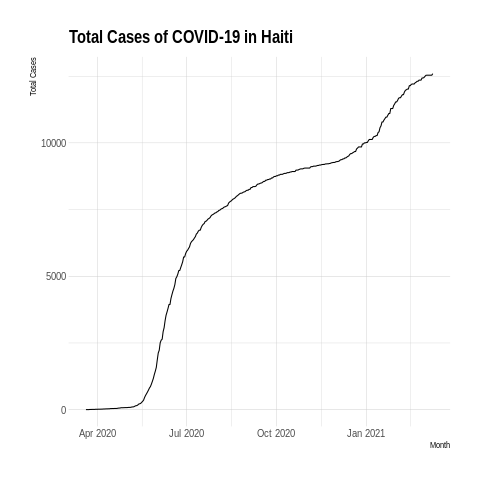 Total Cases of COVID-19 in Haiti
Total Cases
10000
5000
0
Apr 2020 Jul 2020 Oct 2020 Jan 2021
Month